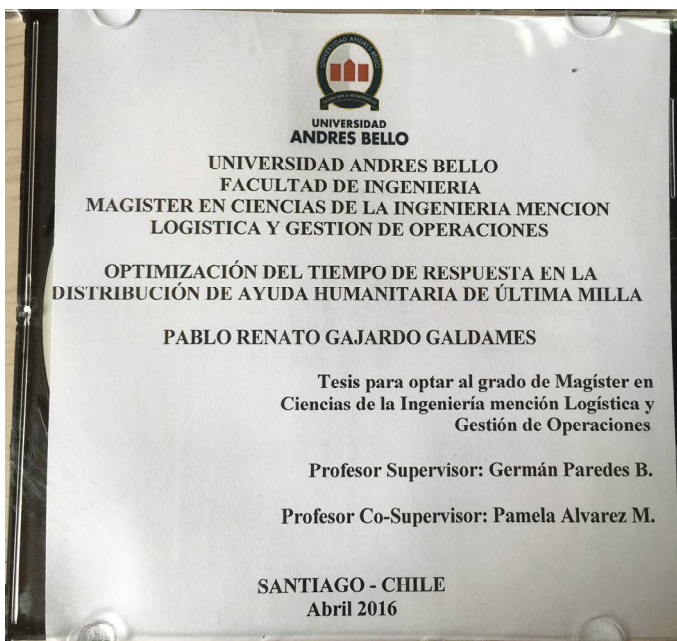 UNIVERSIDAD
ANDRES BELLO
UNIVERSIDAD ANDRES BELLO
FACULTAD DE INGENIERIA
MAGISTER EN CIENCIAS DE LA INGENIERIA MENCION
LOGISTICA Y GESTION DE OPERACIONES
OPTIMIZACIÓN DEL TIEMPO DE RESPUESTA EN LA
DISTRIBUCIÓN DE AYUDA HUMANITARIA DE ÚLTIMA MILLA
PABLO RENATO GAJARDO GALDAMES
Tesis para optar al grado de Magíster en
Ciencias de la Ingeniería mención Logística y
Gestión de Operaciones
Profesor Supervisor: Germán Paredes B.
Profesor Co-Supervisor: Pamela Alvarez M.
SANTIAGO - CHILE
Abril 2016